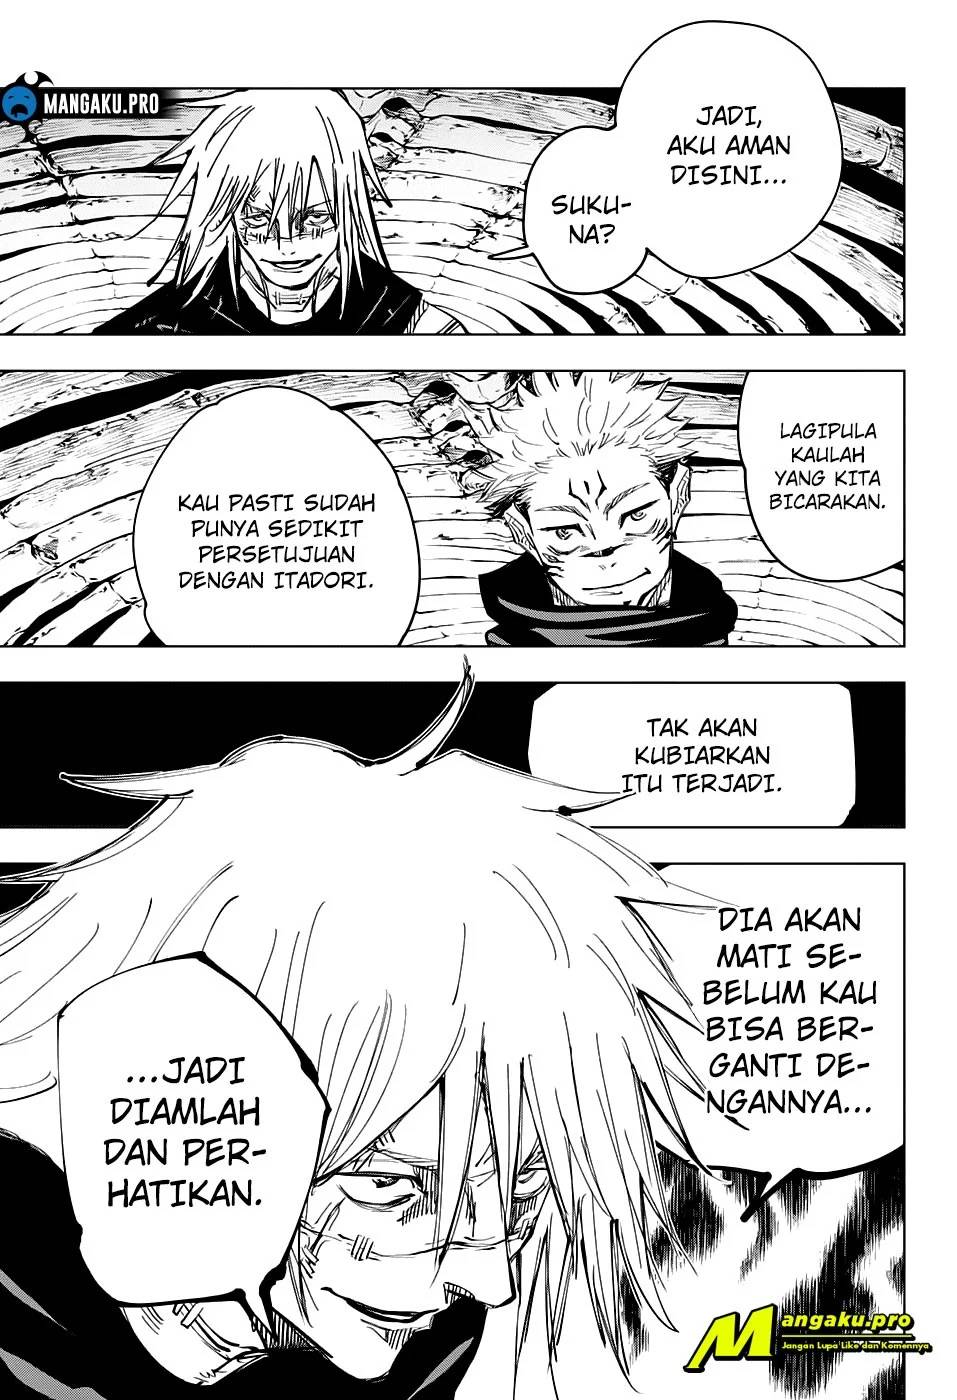 MANGAKU.PRO
JADI,
AKU AMAN
DISINI...
SUKU-
NA?
LAGIPULA
KAULAH
YANG KITA
BICARAKAN.
KAU PASTI SUDAH
PUNYA SEDIKIT
PERSETUJUAN
DENGAN ITADORI.
TAK AKAN
KUBIARKAN
ITU TERJADI.
DIA AKAN
MATI SE-
BELUM KAU
BISA BER-
GANTI DE-
NGANNYA...
...JADI
DIAMLAH
DAN PER-
HATIKAN.
Mangaku.pro
Jangan Lupa Like dan Komennya